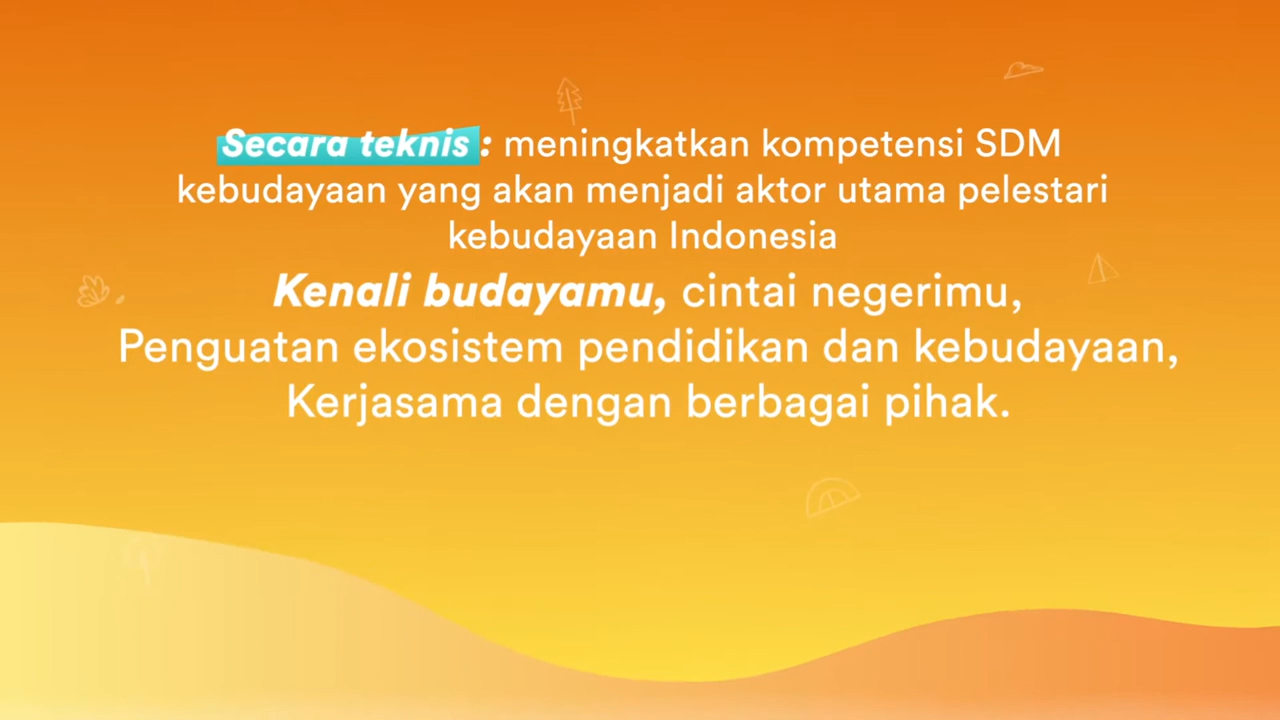 Secara teknis : meningkatkan kompetensi SDM
kebudayaan yang akan menjadi aktor utama pelestari
kebudayaan Indonesia
Kenali budayamu, cintai negerimu,
Penguatan ekosistem pendidikan dan kebudayaan,
Kerjasama dengan berbagai pihak.